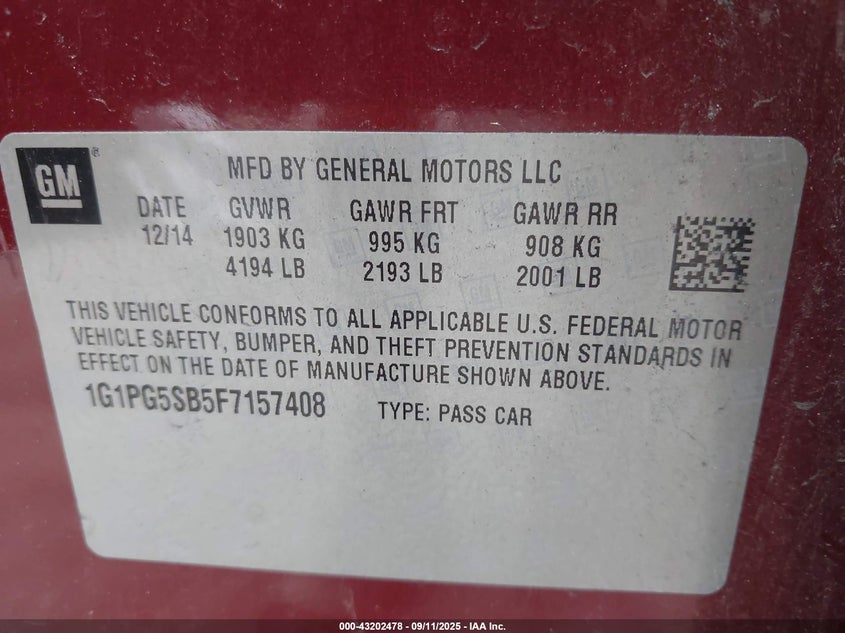 GM®
MFD BY GENERAL MOTORS LLC
DATE GVWR GAWR FRT GAWR RR
12/14 1903 KG 995 KG 908 KG
4194 LB 2193 LB 2001 LB
THIS VEHICLE CONFORMS TO ALL APPLICABLE U.S. FEDERAL MOTOR
VEHICLE SAFETY, BUMPER, AND THEFT PREVENTION STANDARDS IN
EFFECT ON THE DATE OF MANUFACTURE SHOWN ABOVE.
1G1PG5SB5F7157408 TYPE: PASS CAR
000-43202478 - 09/11/2025 - IAA Inc.